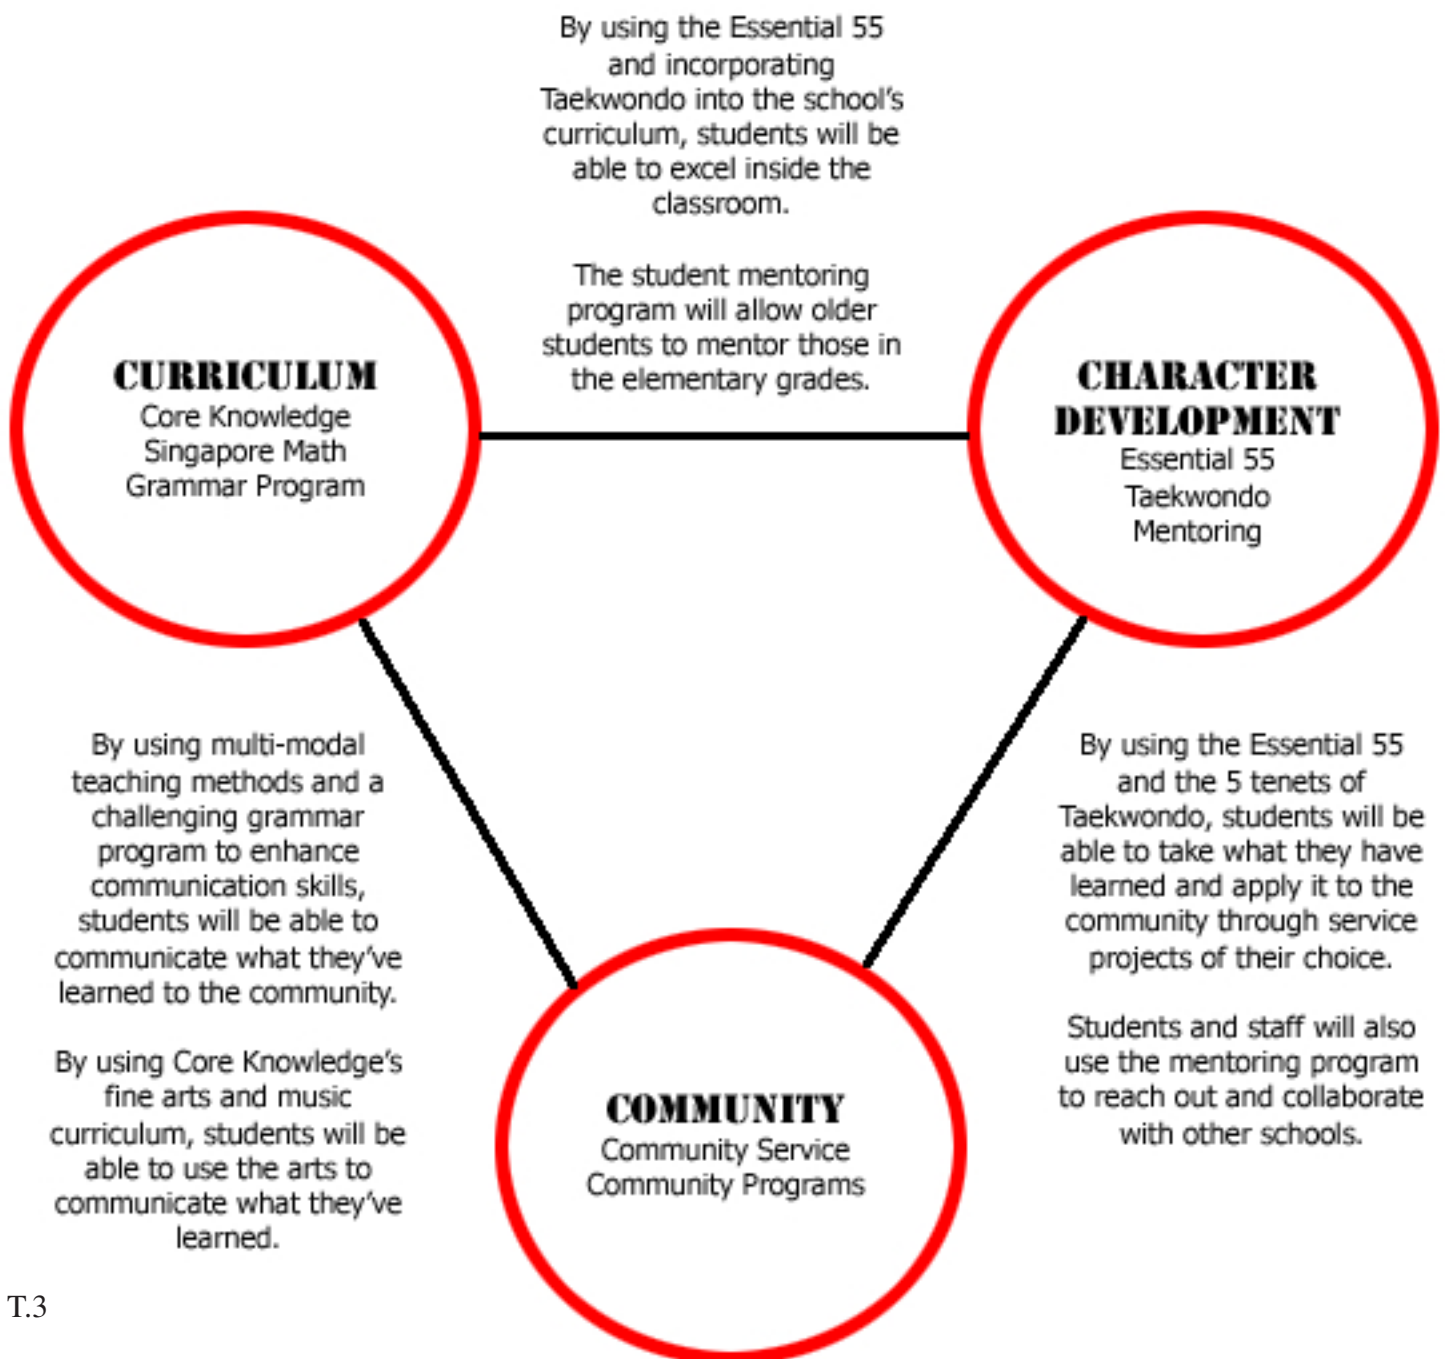 By using the Essential 55
and incorporating
Taekwondo into the school's
curriculum, students will be
able to excel inside the
classroom.
The student mentoring
program will allow older
students to mentor those in
the elementary grades.
CURRICULUM
Core Knowledge
Singapore Math
Grammar Program
CHARACTER
DEVELOPMENT
Essential 55
Taekwondo
Mentoring
By using multi-modal
teaching methods and a
challenging grammar
program to enhance
communication skills,
students will be able to
communicate what they've
learned to the community.
By using Core Knowledge's
fine arts and music
curriculum, students will be
able to use the arts to
communicate what they've
learned.
By using the Essential 55
and the 5 tenets of
Taekwondo, students will be
able to take what they have
learned and apply it to the
community through service
projects of their choice.
Students and staff will also
use the mentoring program
to reach out and collaborate
with other schools.
COMMUNITY
Community Service
Community Programs
T.3